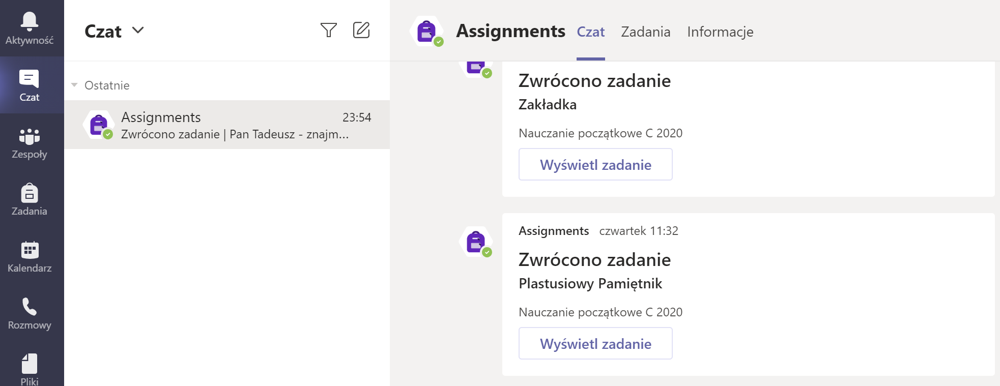 Aktywność
Czat
Zespoły
Zadania
Kalendarz
Rozmowy
Pliki
Czat
Ostatnie
Assignments 23:54
Zwrócono zadanie | Pan Tadeusz - znajm...
Assignments Czat Zadania Informacje
Zwrócono zadanie
Zakładka
Nauczanie początkowe C 2020
Wyświetl zadanie
Assignments czwartek 11:32
Zwrócono zadanie
Plastusiowy Pamiętnik
Nauczanie początkowe C 2020
Wyświetl zadanie